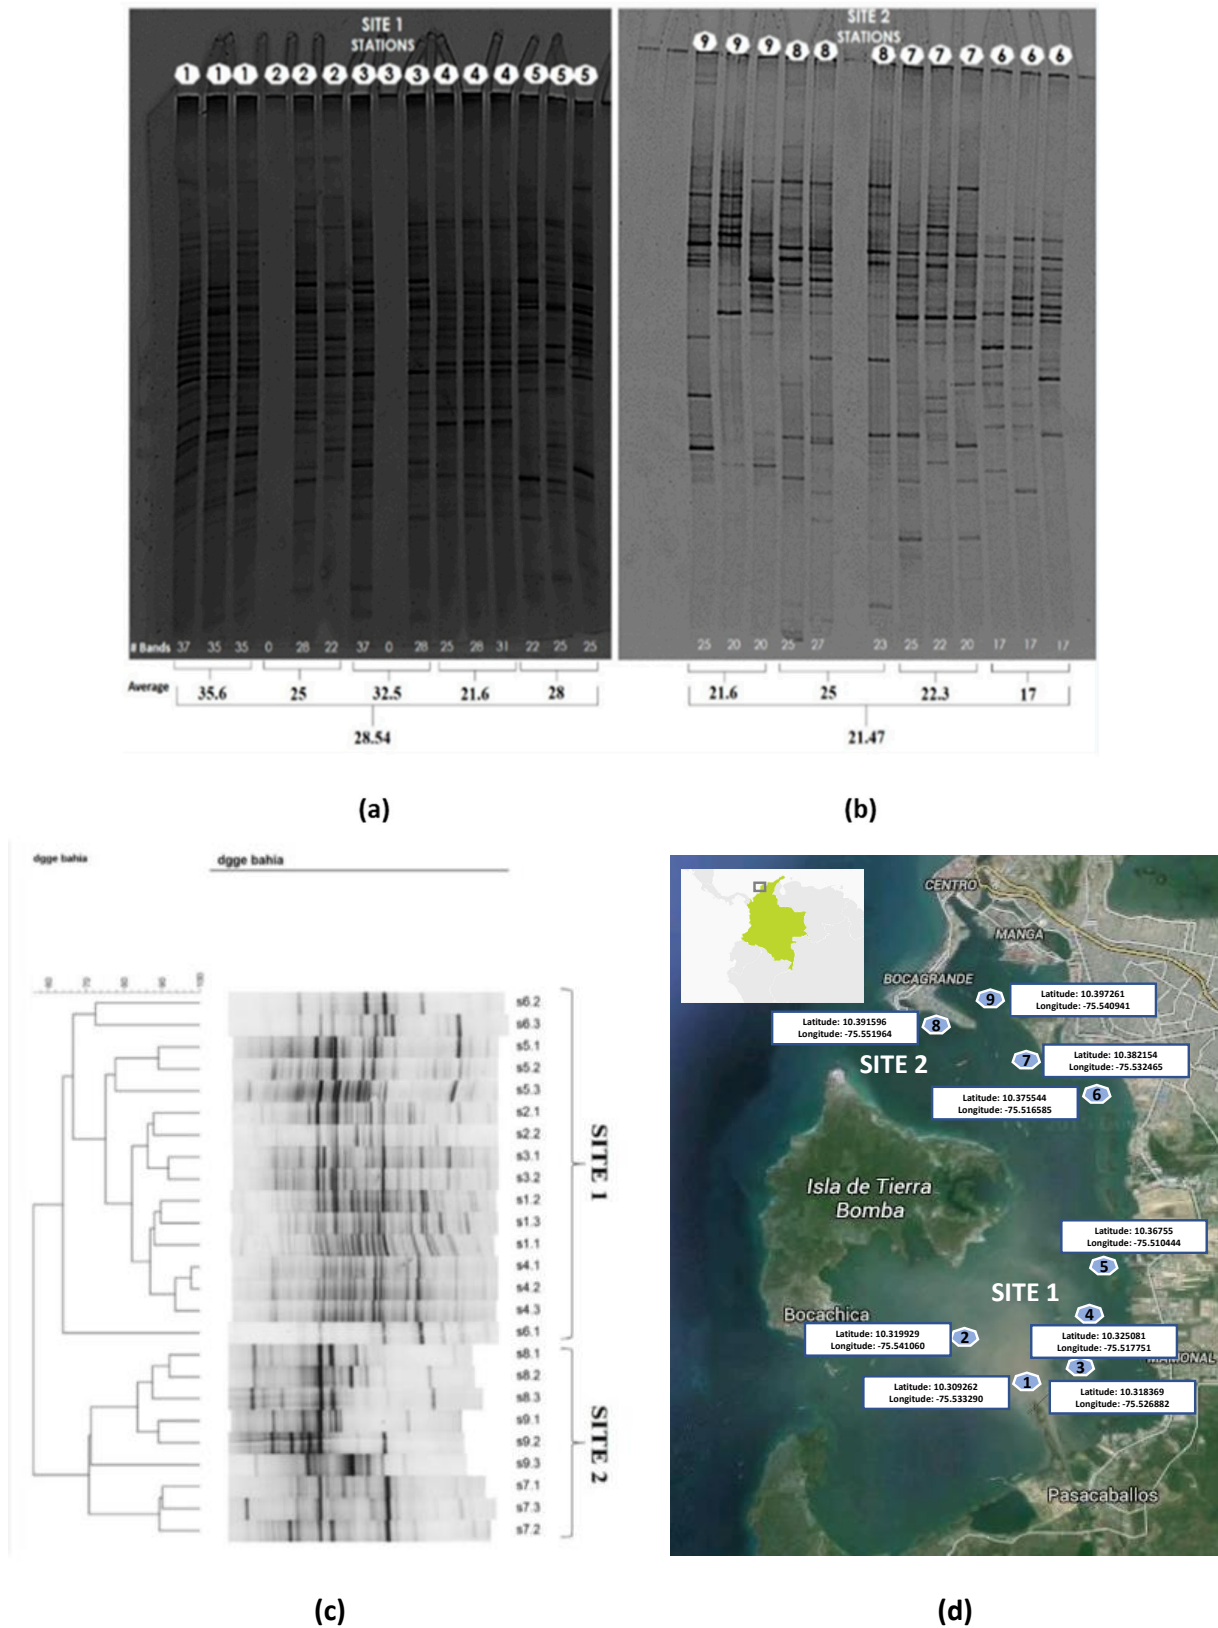 SITE 1
STATIONS
1 1 1 2 2 2 3 3 3 4 4 4 5 5 5
# Bands 37 35 35 0 28 22 37 0 28 25 28 31 22 25 25
Average 35.6 25 32.5 21.6 28
28.54
(a)
SITE 2
STATIONS
9 9 9 8 8 8 7 7 7 6 6 6
25 20 20 25 27 23 25 22 20 17 17 17
21.6 25 22.3 17
21.47
(b)
dgge bahia
dgge bahia
60 70 80 90 100
s6.2
s6.3
s5.1
s5.2
s5.3
s2.1
s2.2
s3.1
s3.2
s1.2
s1.3
s1.1
s4.1
s4.2
s4.3
s6.1
s8.1
s8.2
s8.3
s9.1
s9.2
s9.3
s7.1
s7.3
s7.2
SITE 1
SITE 2
(c)
CENTRO
MANGA
BOCAGRANDE
9
Latitude: 10.397261
Longitude: -75.540941
Latitude: 10.391596
Longitude: -75.551964
8
SITE 2
7
Latitude: 10.382154
Longitude: -75.532465
Latitude: 10.375544
Longitude: -75.516585
6
Isla de Tierra
Bomba
Latitude: 10.36755
Longitude: -75.510444
5
SITE 1
4
Bocachica
Latitude: 10.319929
Longitude: -75.541060
2
Latitude: 10.325081
Longitude: -75.517751
MAMONAL
3
Latitude: 10.309262
Longitude: -75.533290
1
Latitude: 10.318369
Longitude: -75.526882
Pasacaballos
(d)